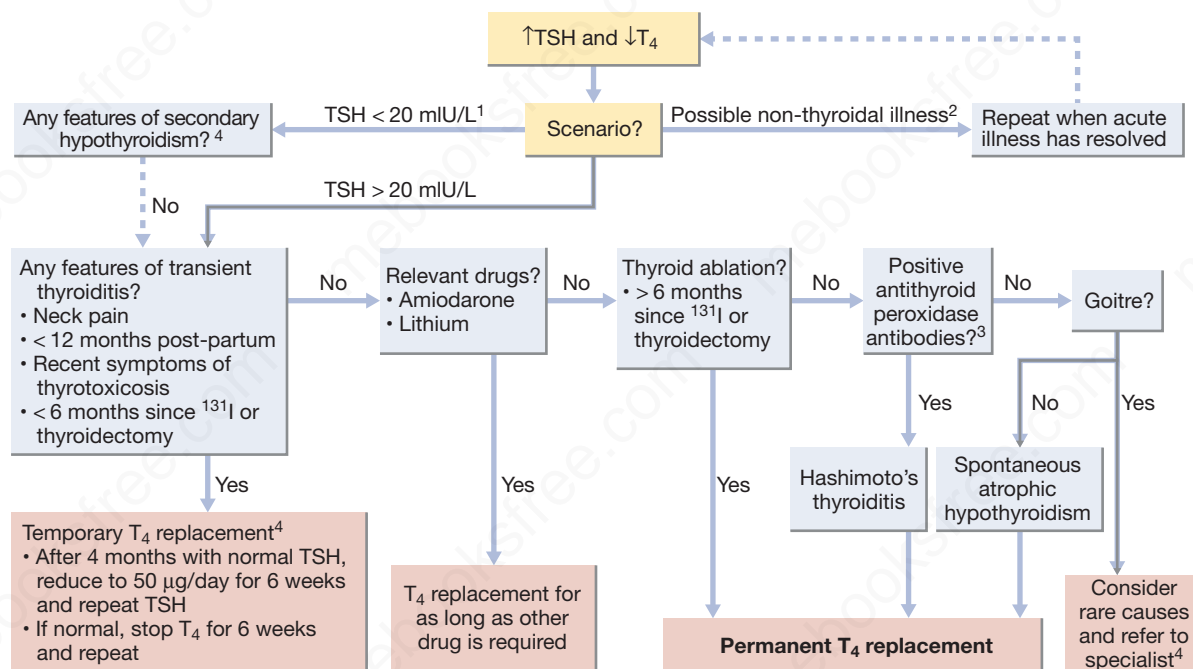 ↑TSH and ↓T4
Any features of secondary
hypothyroidism? 4
TSH < 20 mIU/L1
Scenario?
Possible non-thyroidal illness2
Repeat when acute
illness has resolved
No
TSH > 20 mIU/L
Any features of transient
thyroiditis?
• Neck pain
• < 12 months post-partum
• Recent symptoms of
thyrotoxicosis
• < 6 months since 131I or
thyroidectomy
No
Relevant drugs?
• Amiodarone
• Lithium
No
Thyroid ablation?
• > 6 months
since 131I or
thyroidectomy
No
Positive
antithyroid
peroxidase
antibodies?3
No
Goitre?
Yes
Yes
Yes
Yes
No
Yes
Hashimoto's
thyroiditis
Spontaneous
atrophic
hypothyroidism
Temporary T4 replacement4
• After 4 months with normal TSH,
reduce to 50 μg/day for 6 weeks
and repeat TSH
• If normal, stop T4 for 6 weeks
and repeat
T4 replacement for
as long as other
drug is required
Permanent T4 replacement
Consider
rare causes
and refer to
specialist4
mebooksfree.com